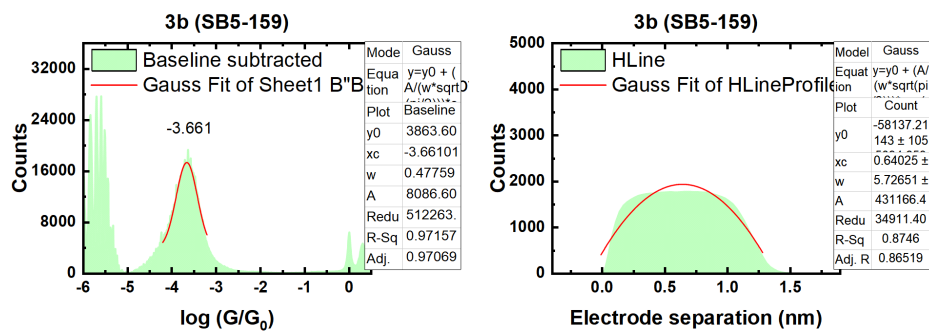 3b (SB5-159)
Counts
32000
24000
16000
8000
0
Baseline subtracted
Gauss Fit of Sheet1 B"B
-3.661
Mode Gauss
Equa y=y0 + (
tion A/(w*sqrt(
Plot Baseline
y0 3863.60
xc -3.66101
w 0.47759
A 8086.60
Redu 512263.
R-Sq 0.97157
Adj. 0.97069
-6 -5 -4 -3 -2 -1 0
log (G/G0)
3b (SB5-159)
Counts
5000
4000
3000
2000
1000
0
HLine
Gauss Fit of HLineProfile
Model Gauss
Equat y=y0 + (A/
ion (w*sqrt(pi
Plot Count
y0 -58137.21
143 ± 105
xc 0.64025 ±
w 5.72651 ±
A 431166.4
Redu 34911.40
R-Sq 0.8746
Adj. R 0.86519
0.0 0.5 1.0 1.5
Electrode separation (nm)